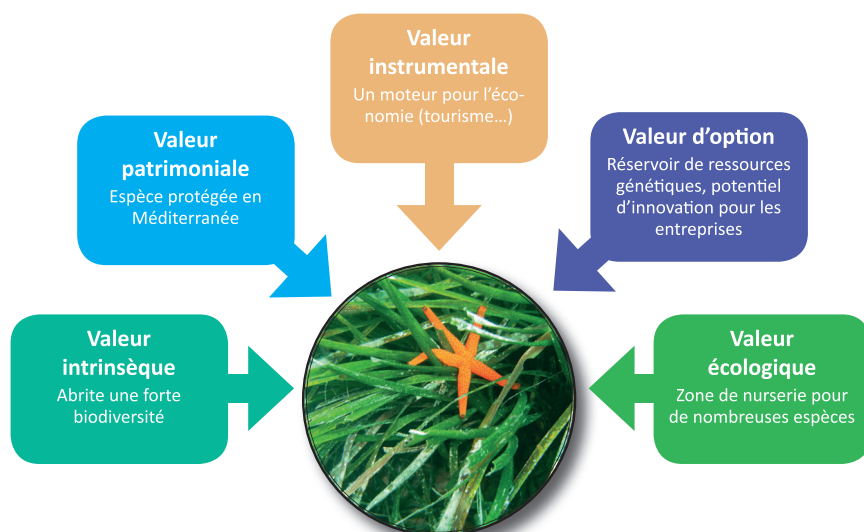 Valeur
instrumentale
Un moteur pour l’éco-
nomie (tourisme…)
Valeur
patrimoniale
Espèce protégée en
Méditerranée
Valeur d’option
Réservoir de ressources
génétiques, potentiel
d’innovation pour les
entreprises
Valeur
intrinsèque
Abrite une forte
biodiversité
Valeur
écologique
Zone de nurserie pour
de nombreuses espèces